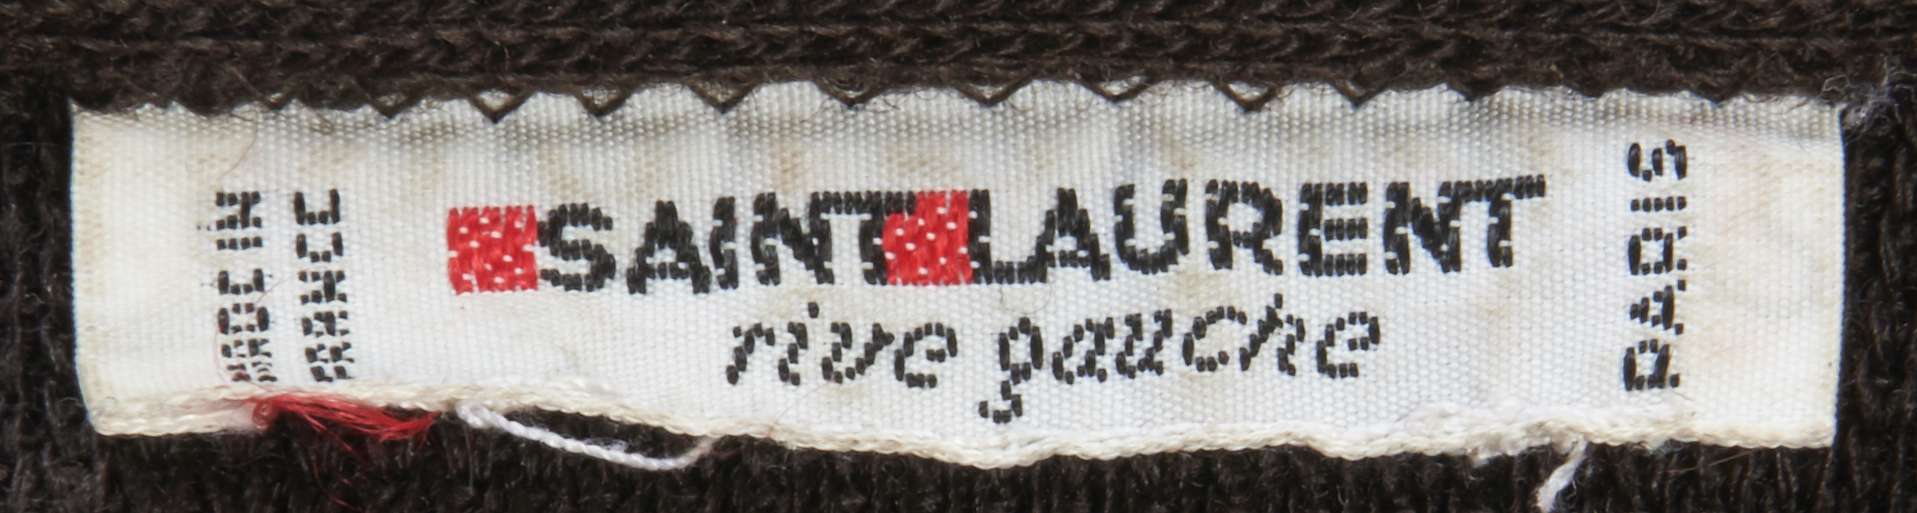 MADE IN
FRANCE
SAINT LAURENT
rive gauche
PARIS